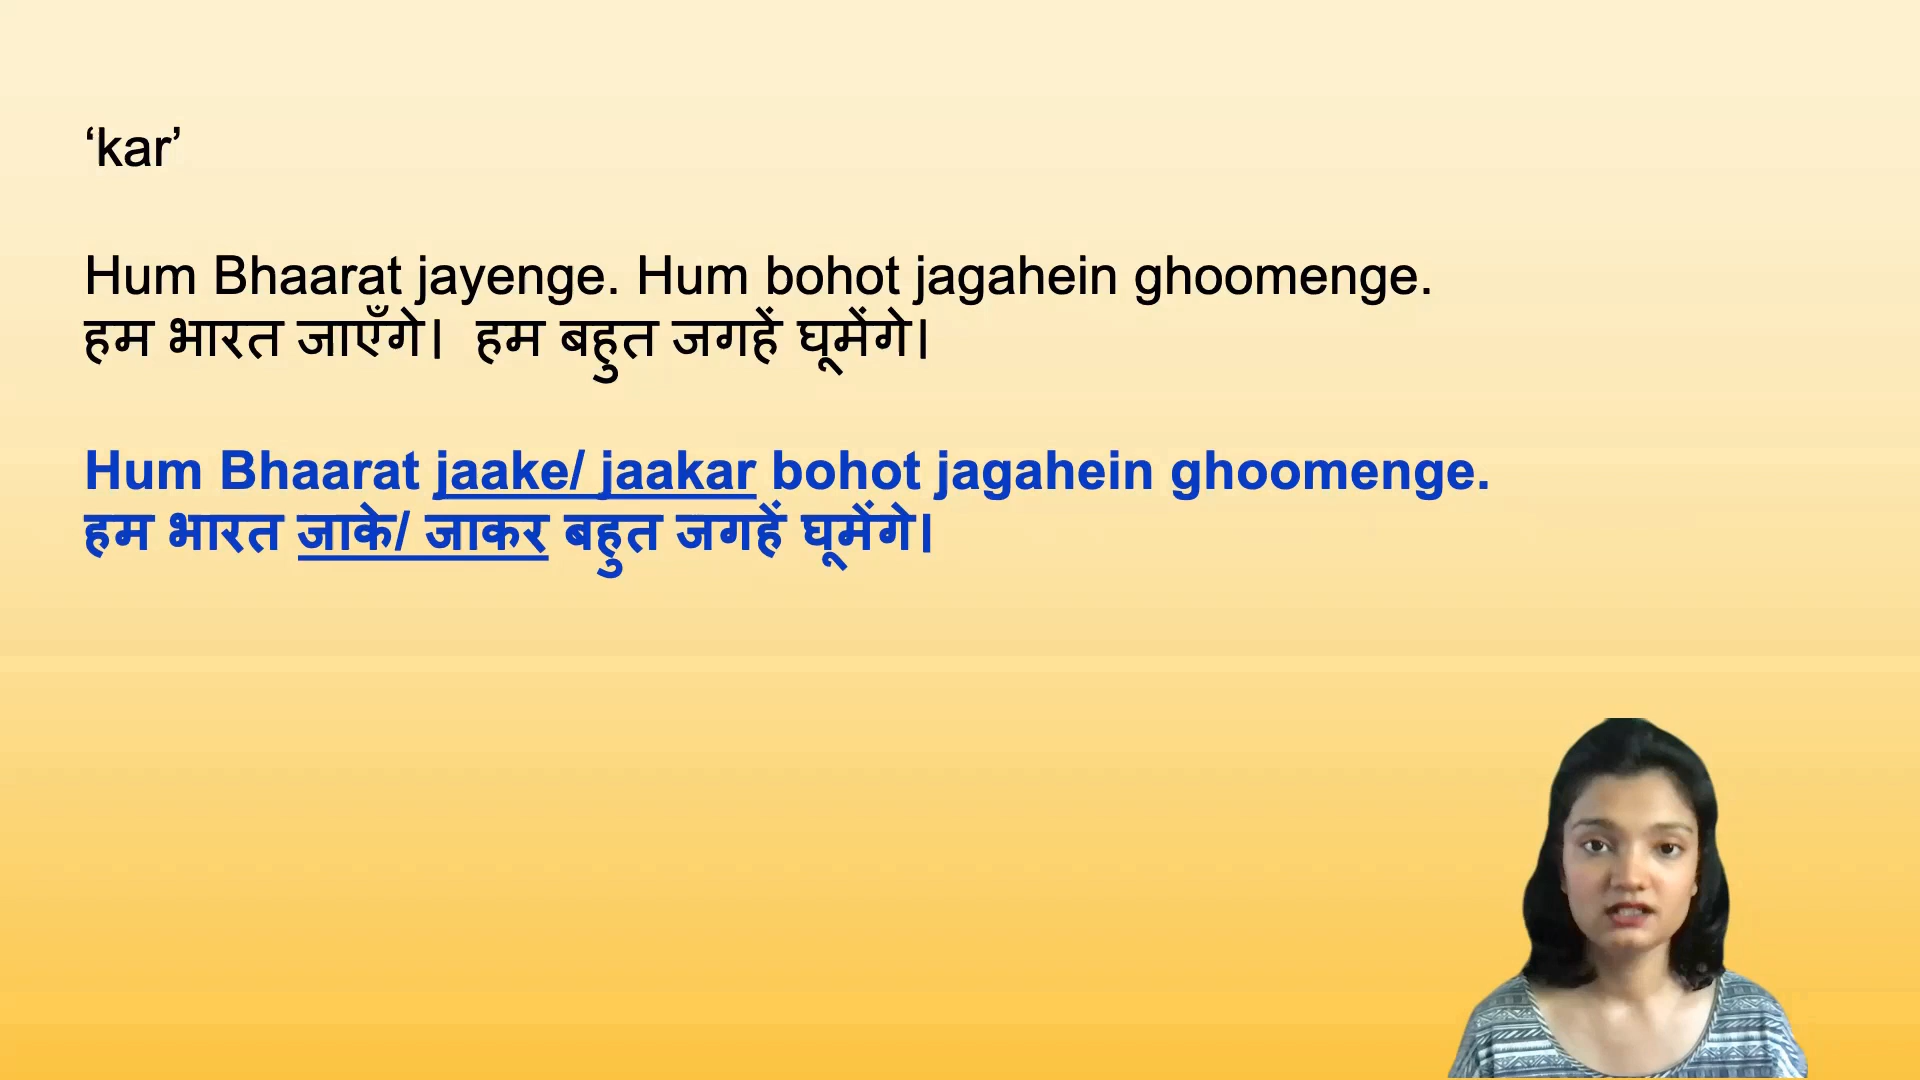 ‘kar’
Hum Bhaarat jayenge. Hum bohot jagahein ghoomenge.
हम भारत जाएँगे। हम बहुत जगहें घूमेंगे।
Hum Bhaarat jaake/ jaakar bohot jagahein ghoomenge.
हम भारत जाके/ जाकर बहुत जगहें घूमेंगे।